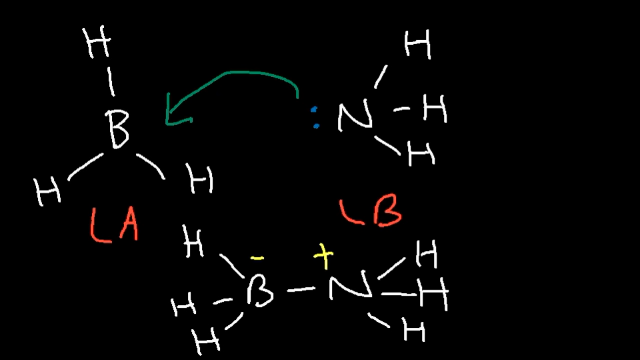 H H
B : N H
H H H
LA LB
H - + H
H B N H
H H